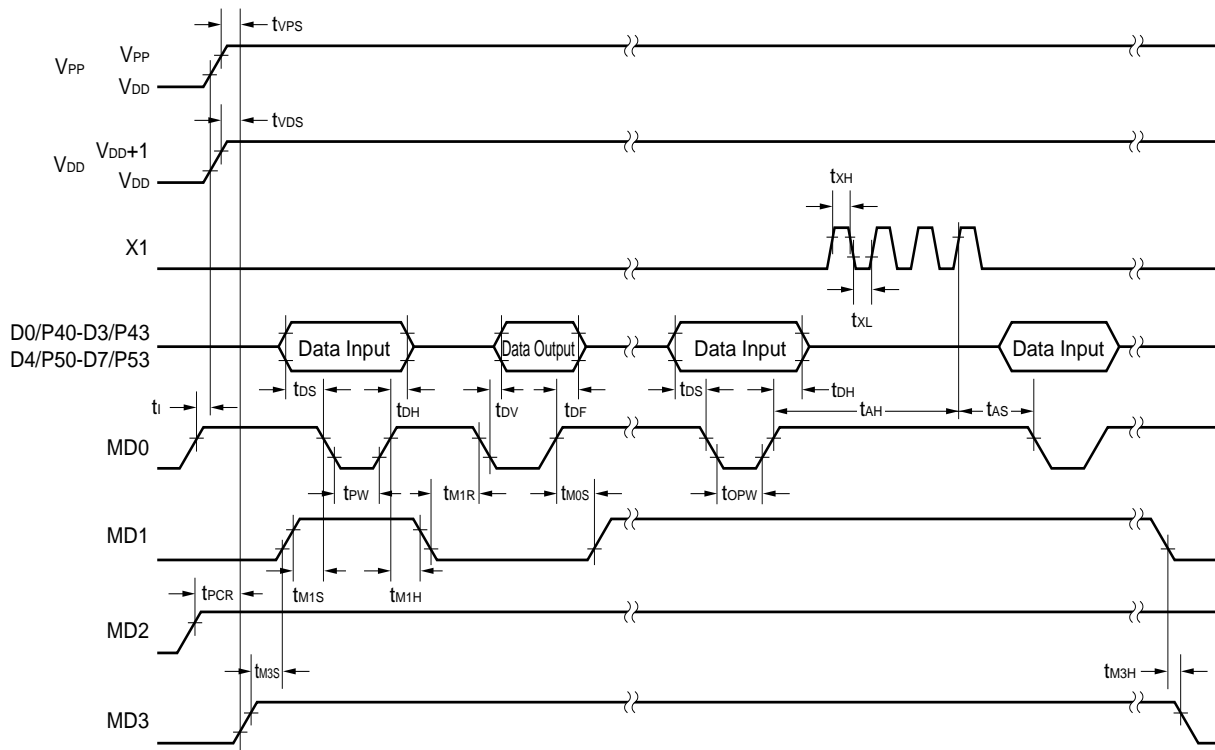 tVPS
VPP
VPP
VDD
tVDS
VDD+1
VDD
VDD
tXH
X1
tXL
D0/P40-D3/P43
D4/P50-D7/P53
Data Input
Data Output
Data Input
Data Input
tI
tDS
tDH
tDV
tDF
tDS
tDH
tAH
tAS
MD0
tPW
tM1R
tM0S
tOPW
MD1
tPCR
tM1S
tM1H
MD2
tM3S
tM3H
MD3